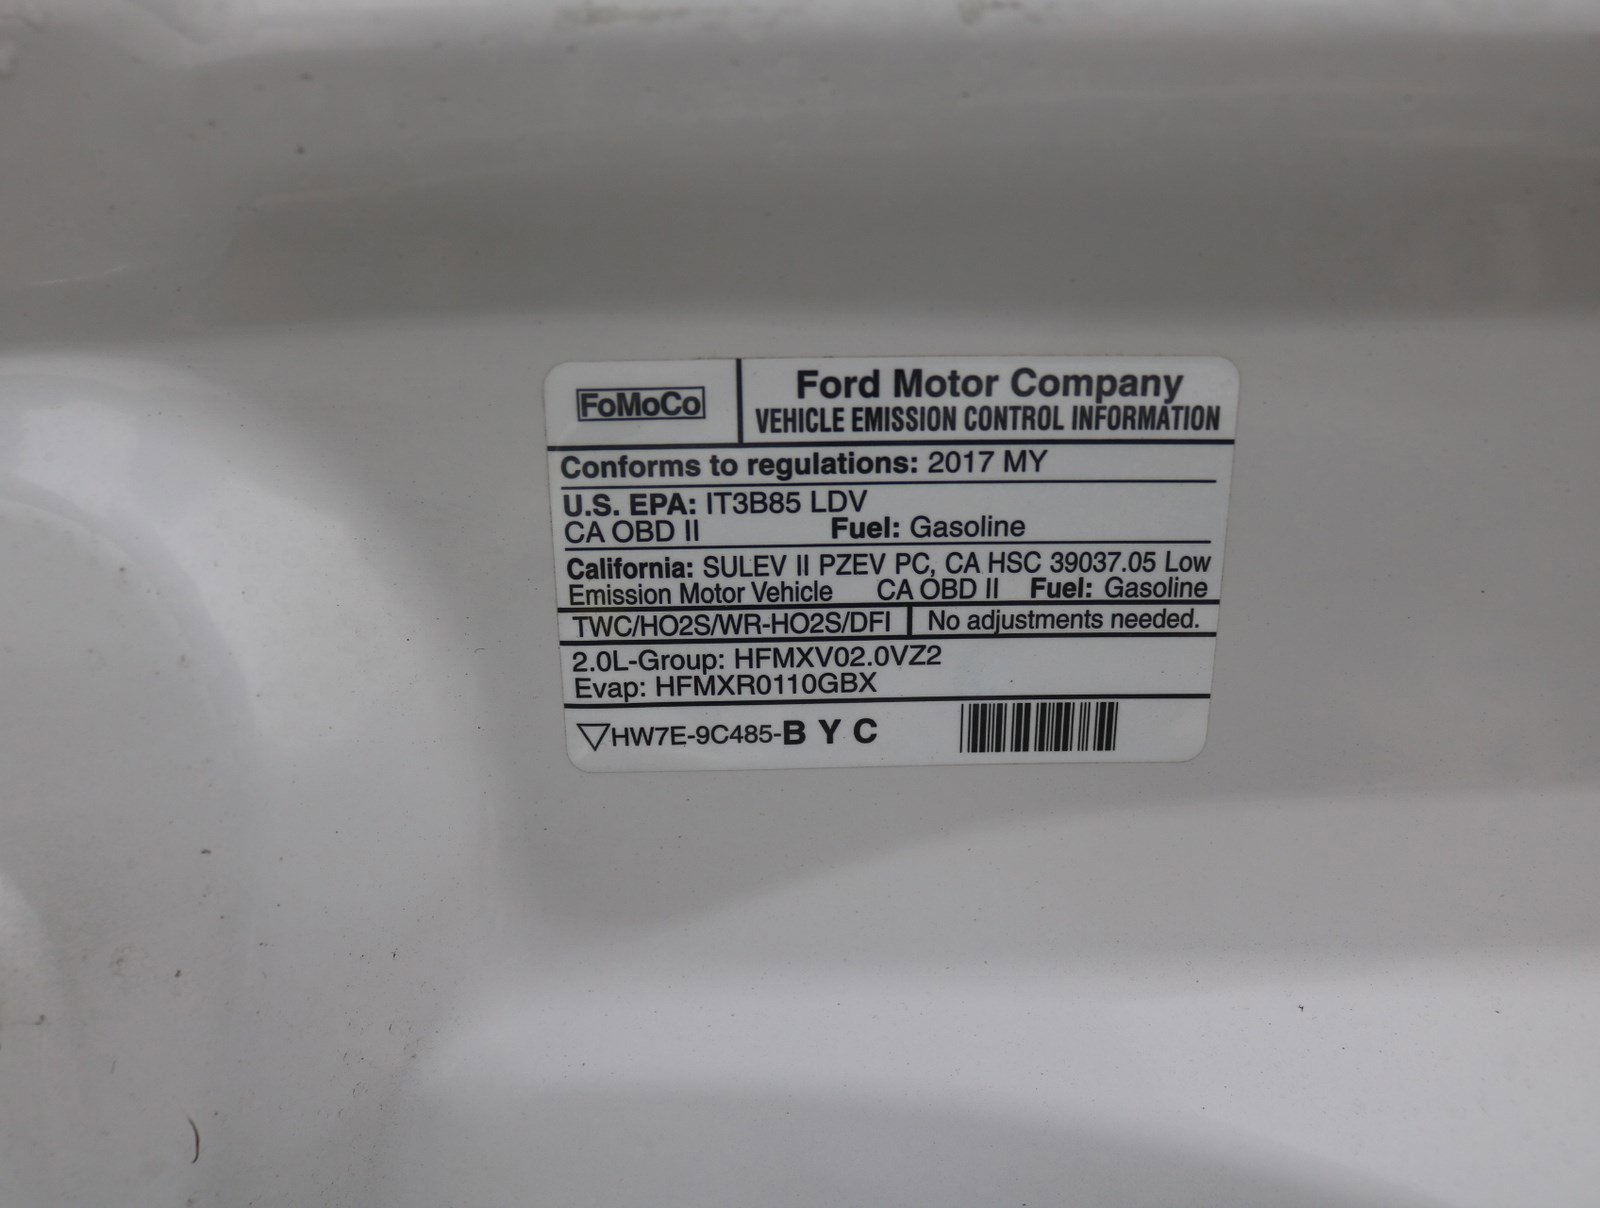 FoMoCo
Ford Motor Company
VEHICLE EMISSION CONTROL INFORMATION
Conforms to regulations: 2017 MY
U.S. EPA: IT3B85 LDV
CA OBD II Fuel: Gasoline
California: SULEV II PZEV PC, CA HSC 39037.05 Low
Emission Motor Vehicle CA OBD II Fuel: Gasoline
TWC/HO2S/WR-HO2S/DFI No adjustments needed.
2.0L-Group: HFMXV02.0VZ2
Evap: HFMXR0110GBX
HW7E-9C485-B Y C